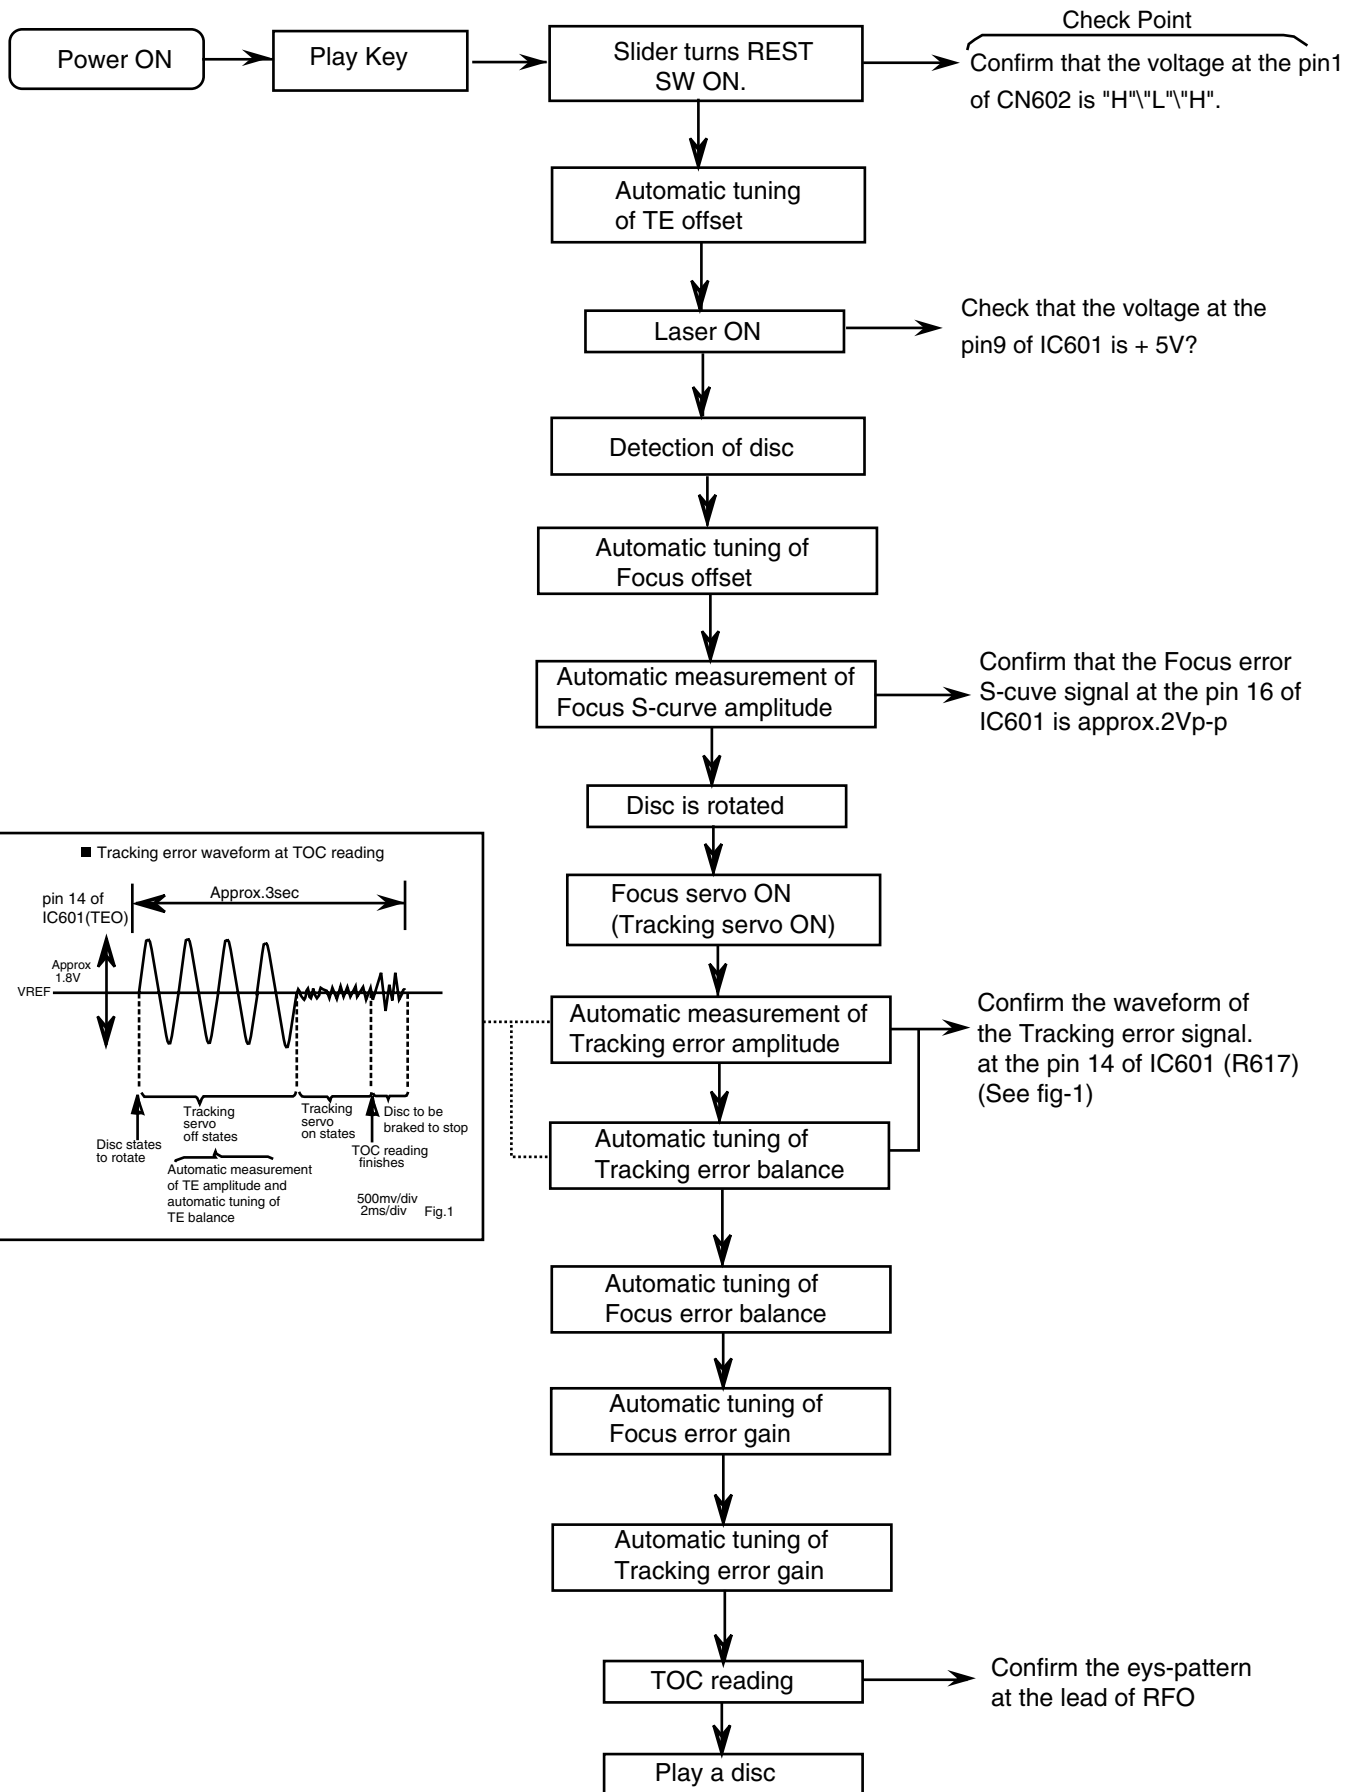 Check Point
Power ON
Play Key
Slider turns REST
SW ON.
Confirm that the voltage at the pin1
of CN602 is "H"\"L"\"H".
Automatic tuning
of TE offset
Laser ON
Check that the voltage at the
pin9 of IC601 is + 5V?
Detection of disc
Automatic tuning of
Focus offset
Automatic measurement of
Focus S-curve amplitude
Confirm that the Focus error
S-cuve signal at the pin 16 of
IC601 is approx.2Vp-p
Disc is rotated
■ Tracking error waveform at TOC reading
pin 14 of
IC601(TEO)
Approx.3sec
Approx
1.8V
VREF
Tracking
servo
off states
Tracking
servo
on states
Disc to be
braked to stop
Disc states
to rotate
TOC reading
finishes
Automatic measurement
of TE amplitude and
automatic tuning of
TE balance
500mv/div
2ms/div
Fig.1
Focus servo ON
(Tracking servo ON)
Automatic measurement of
Tracking error amplitude
Confirm the waveform of
the Tracking error signal.
at the pin 14 of IC601 (R617)
(See fig-1)
Automatic tuning of
Tracking error balance
Automatic tuning of
Focus error balance
Automatic tuning of
Focus error gain
Automatic tuning of
Tracking error gain
TOC reading
Confirm the eys-pattern
at the lead of RFO
Play a disc